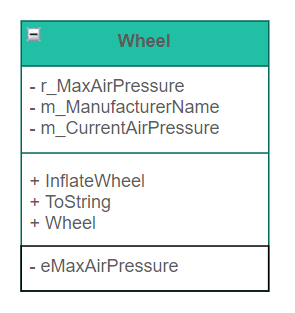 Wheel
- r_MaxAirPressure
- m_ManufacturerName
- m_CurrentAirPressure
+ InflateWheel
+ ToString
+ Wheel
- eMaxAirPressure